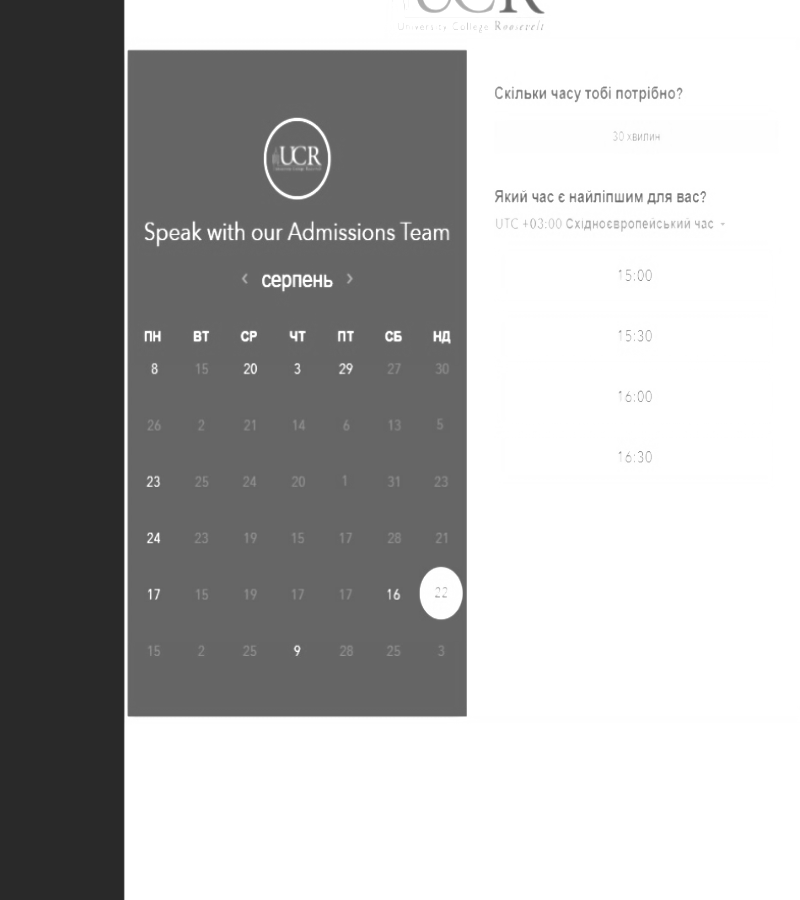 UCR
University College Roosevelt
UCR
Speak with our Admissions Team
‹ серпень ›
ПН ВТ СР ЧТ ПТ СБ НД
8 15 20 3 29 27 30
26 2 21 14 6 13 5
23 25 24 20 1 31 23
24 23 19 15 17 28 21
17 15 19 17 17 16 22
15 2 25 9 28 25 3
Скільки часу тобі потрібно?
30 хвилин
Який час є найліпшим для вас?
UTC +03:00 Східноєвропейський час
15:00
15:30
16:00
16:30